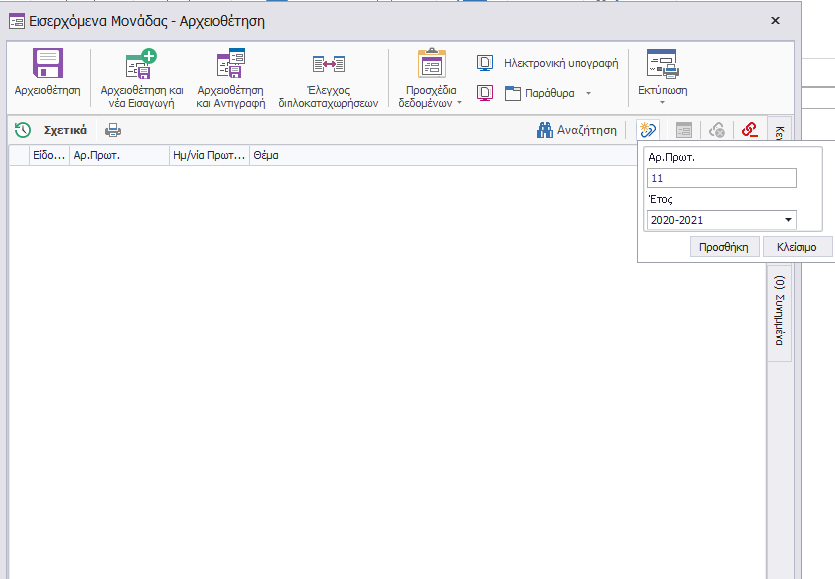 Εισερχόμενα Μονάδας - Αρχειοθέτηση
Αρχειοθέτηση
Αρχειοθέτηση και
νέα Εισαγωγή
Αρχειοθέτηση
και Αντιγραφή
Έλεγχος
διπλοκαταχωρήσεων
Προσχέδια
δεδομένων
Ηλεκτρονική υπογραφή
Παράθυρα
Εκτύπωση
Σχετικά
Αναζήτηση
Είδο...
Αρ.Πρωτ.
Ημ/νία Πρωτ...
Θέμα
Αρ.Πρωτ.
11
Έτος
2020-2021
Προσθήκη
Κλείσιμο
(0) Συνημμένα